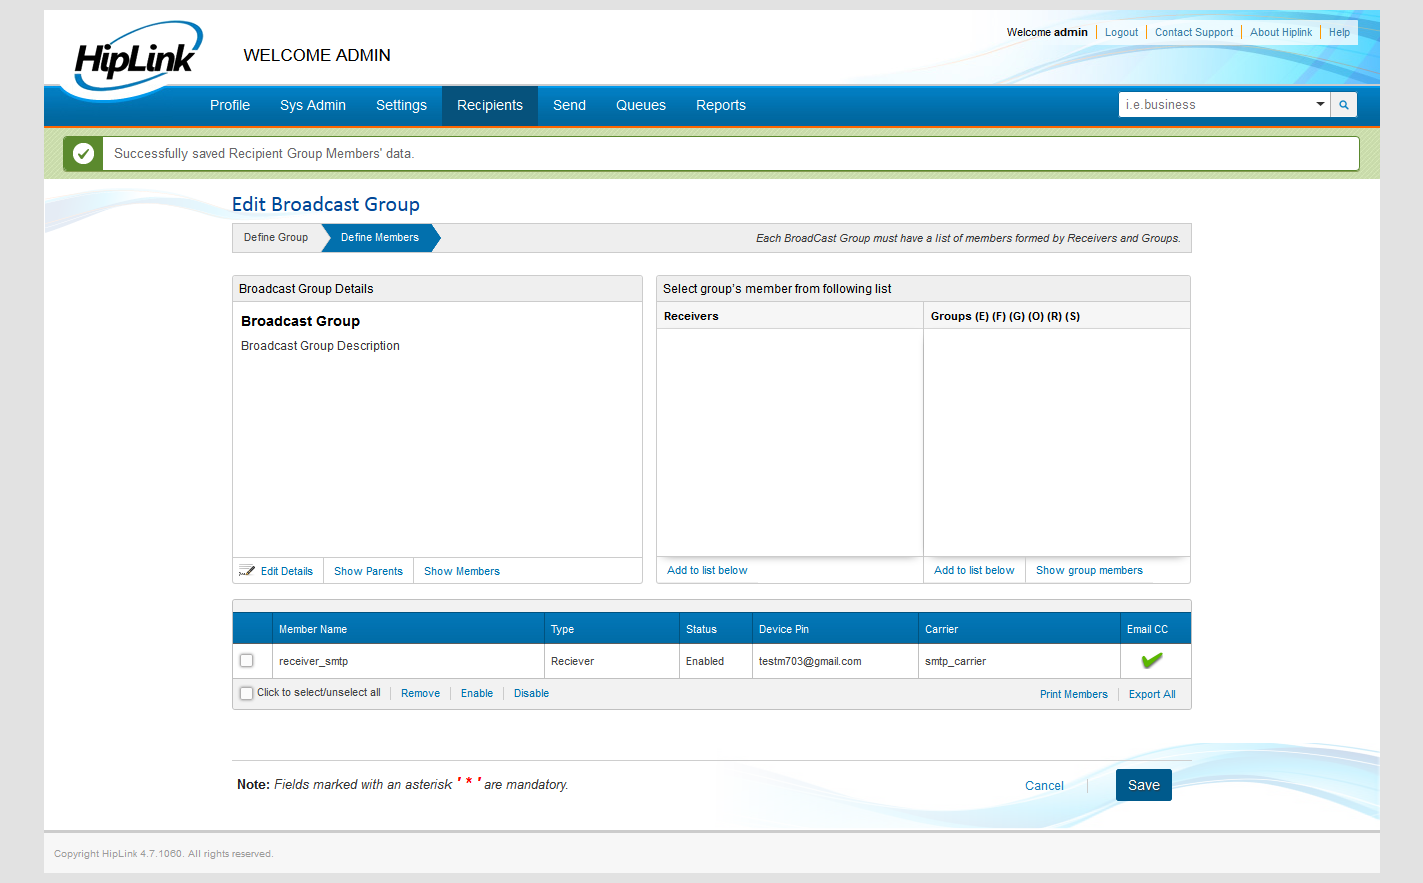 HipLink
WELCOME ADMIN
Welcome admin Logout Contact Support About Hiplink Help
Profile Sys Admin Settings Recipients Send Queues Reports
i.e.business
Successfully saved Recipient Group Members' data.
Edit Broadcast Group
Define Group Define Members Each BroadCast Group must have a list of members formed by Receivers and Groups.
Broadcast Group Details
Broadcast Group
Broadcast Group Description
Edit Details Show Parents Show Members
Select group's member from following list
Receivers Groups (E) (F) (G) (O) (R) (S)
Add to list below Add to list below Show group members
Member Name Type Status Device Pin Carrier Email CC
receiver_smtp Reciever Enabled testm703@gmail.com smtp_carrier
Click to select/unselect all Remove Enable Disable Print Members Export All
Note: Fields marked with an asterisk ' * ' are mandatory.
Cancel Save
Copyright HipLink 4.7.1060. All rights reserved.